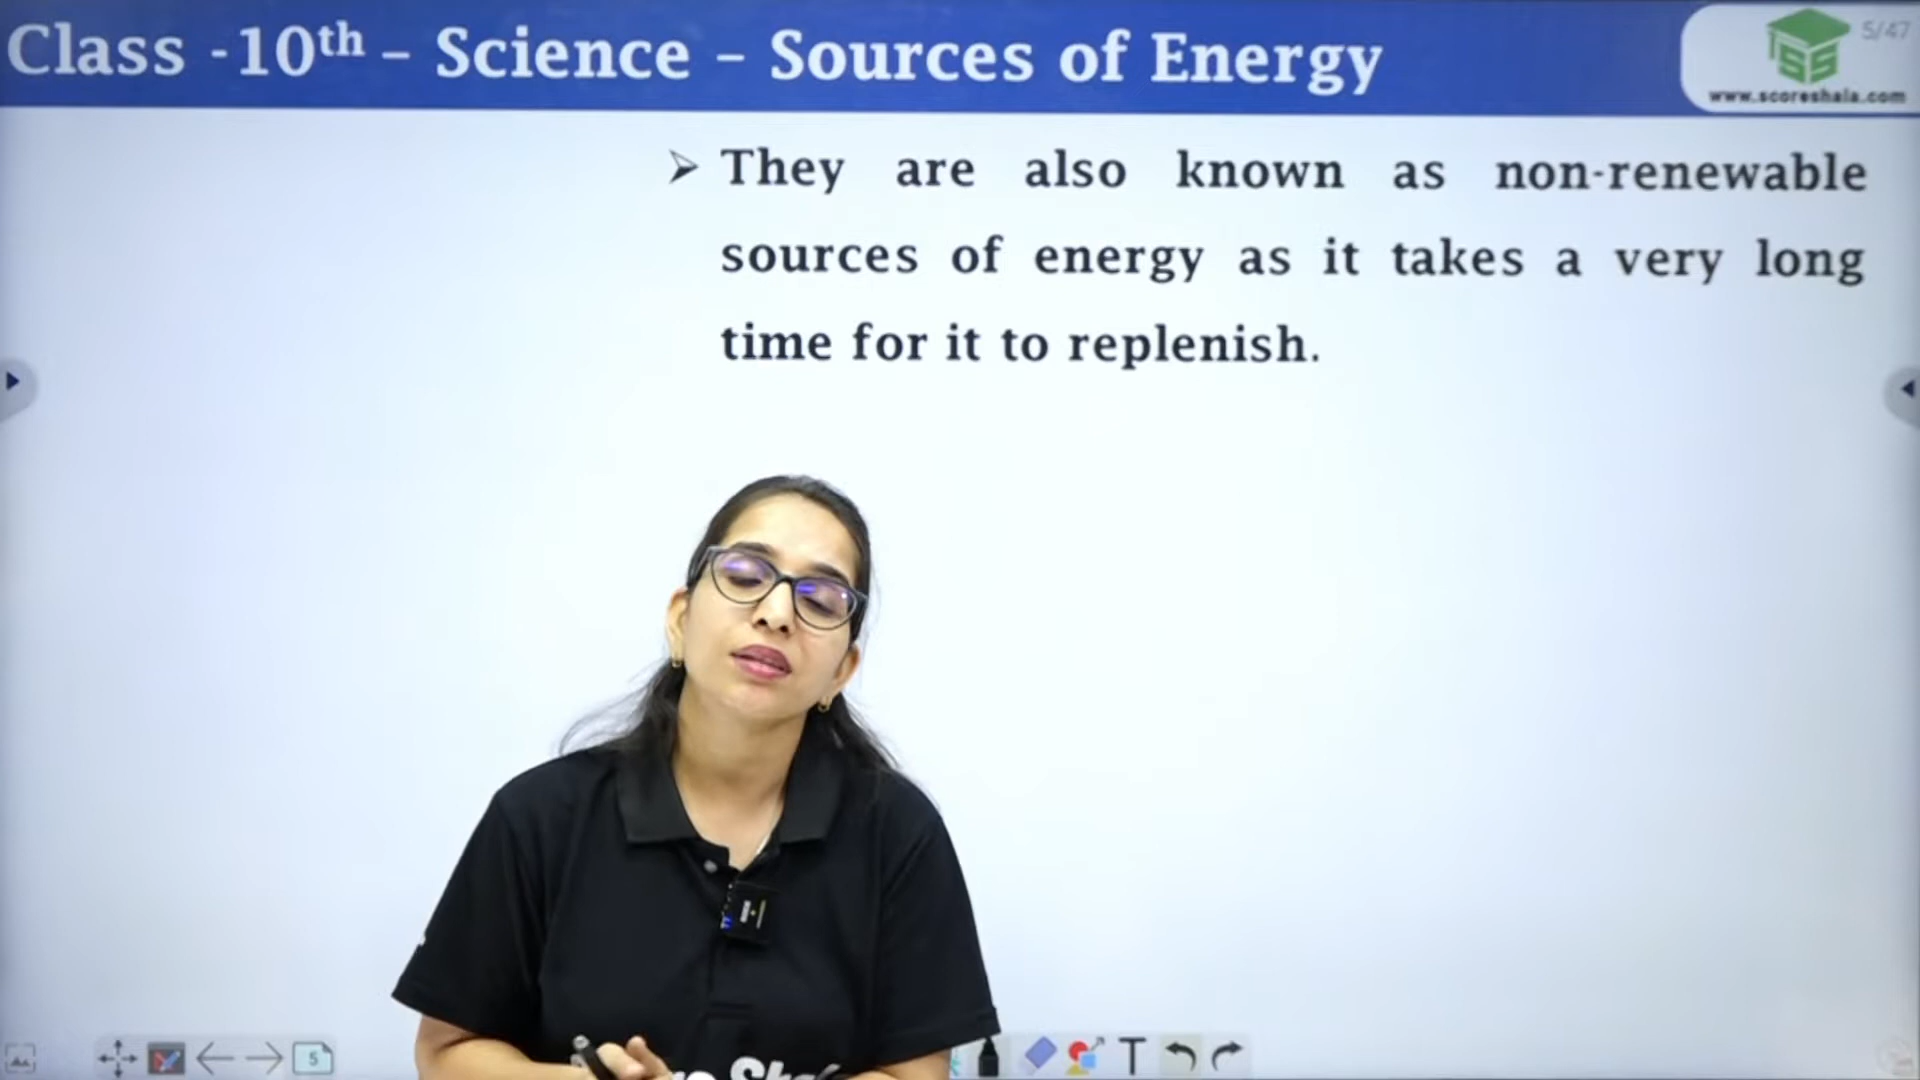 Class -10th – Science – Sources of Energy
5/47
SS
www.scoreshala.com
➢ They are also known as non-renewable
sources of energy as it takes a very long
time for it to replenish.
5
T